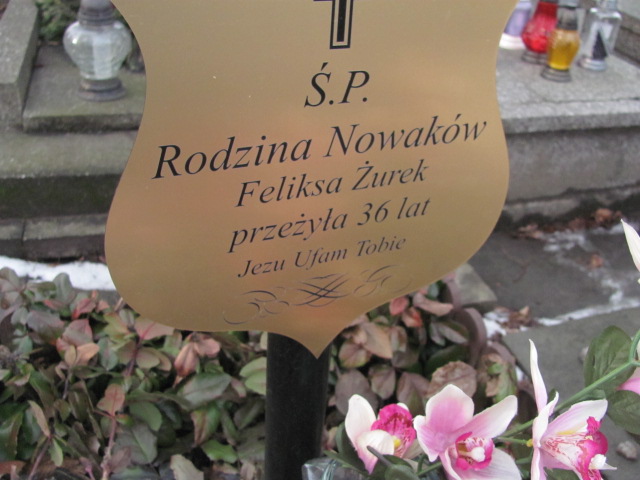 Ś.P.
Rodzina Nowaków
Feliksa Żurek
przeżyła 36 lat
Jezu Ufam Tobie